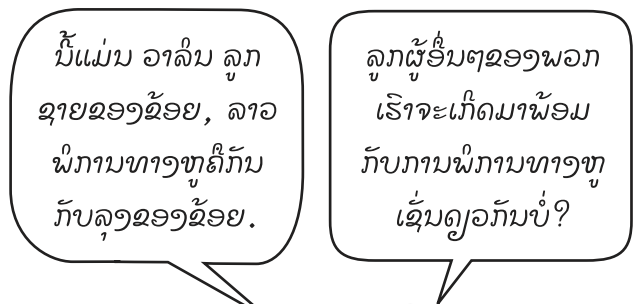 ນີ້ແມ່ນ ອາລິນ ລູກ
ຊາຍຂອງຂ້ອຍ, ລາວ
ພິການທາງຫູຄືກັນ
ກັບລຸງຂອງຂ້ອຍ.
ລູກຜູ້ອື່ນໆຂອງພວກ
ເຮົາຈະເກີດມາພ້ອມ
ກັບການພິການທາງຫູ
ເຊັ່ນດຽວກັນບໍ່?